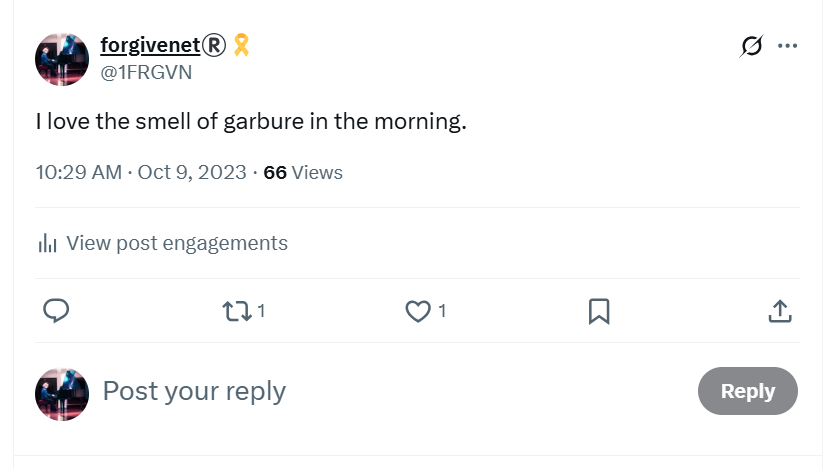 forgivenet®️🎗️
@1FRGVN
I love the smell of garbure in the morning.
10:29 AM · Oct 9, 2023 · 66 Views
View post engagements
1
1
Post your reply
Reply